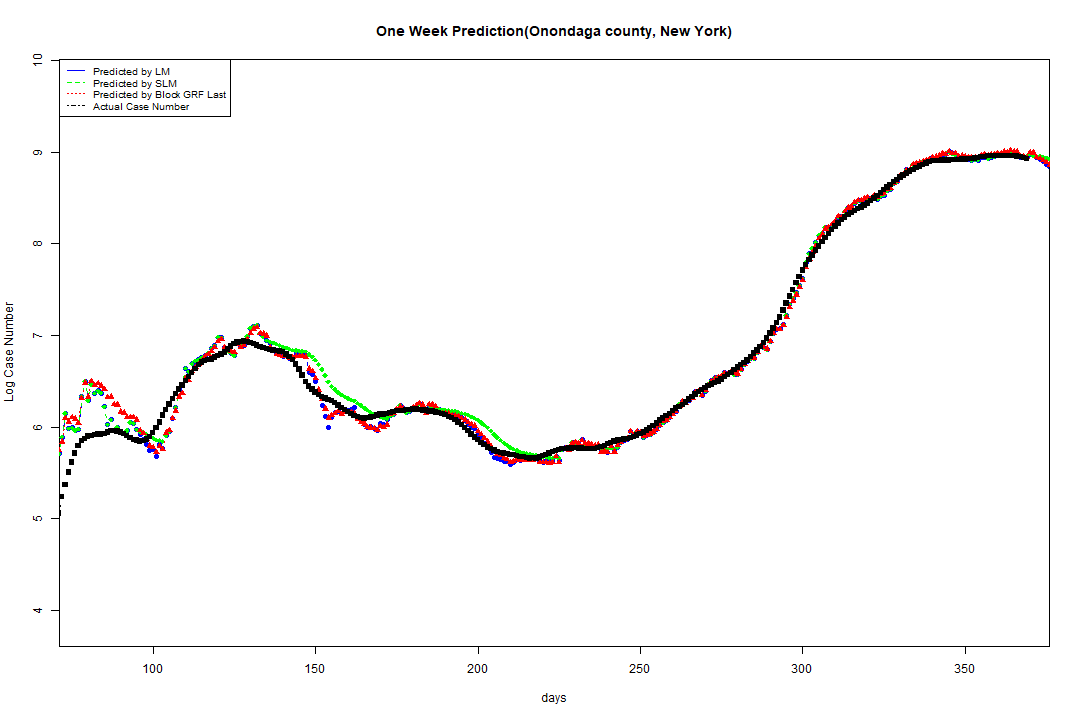 One Week Prediction(Onondaga county, New York)
10
Predicted by LM
Predicted by SLM
Predicted by Block GRF Last
Actual Case Number
9
8
7
6
5
4
Log Case Number
100 150 200 250 300 350
days